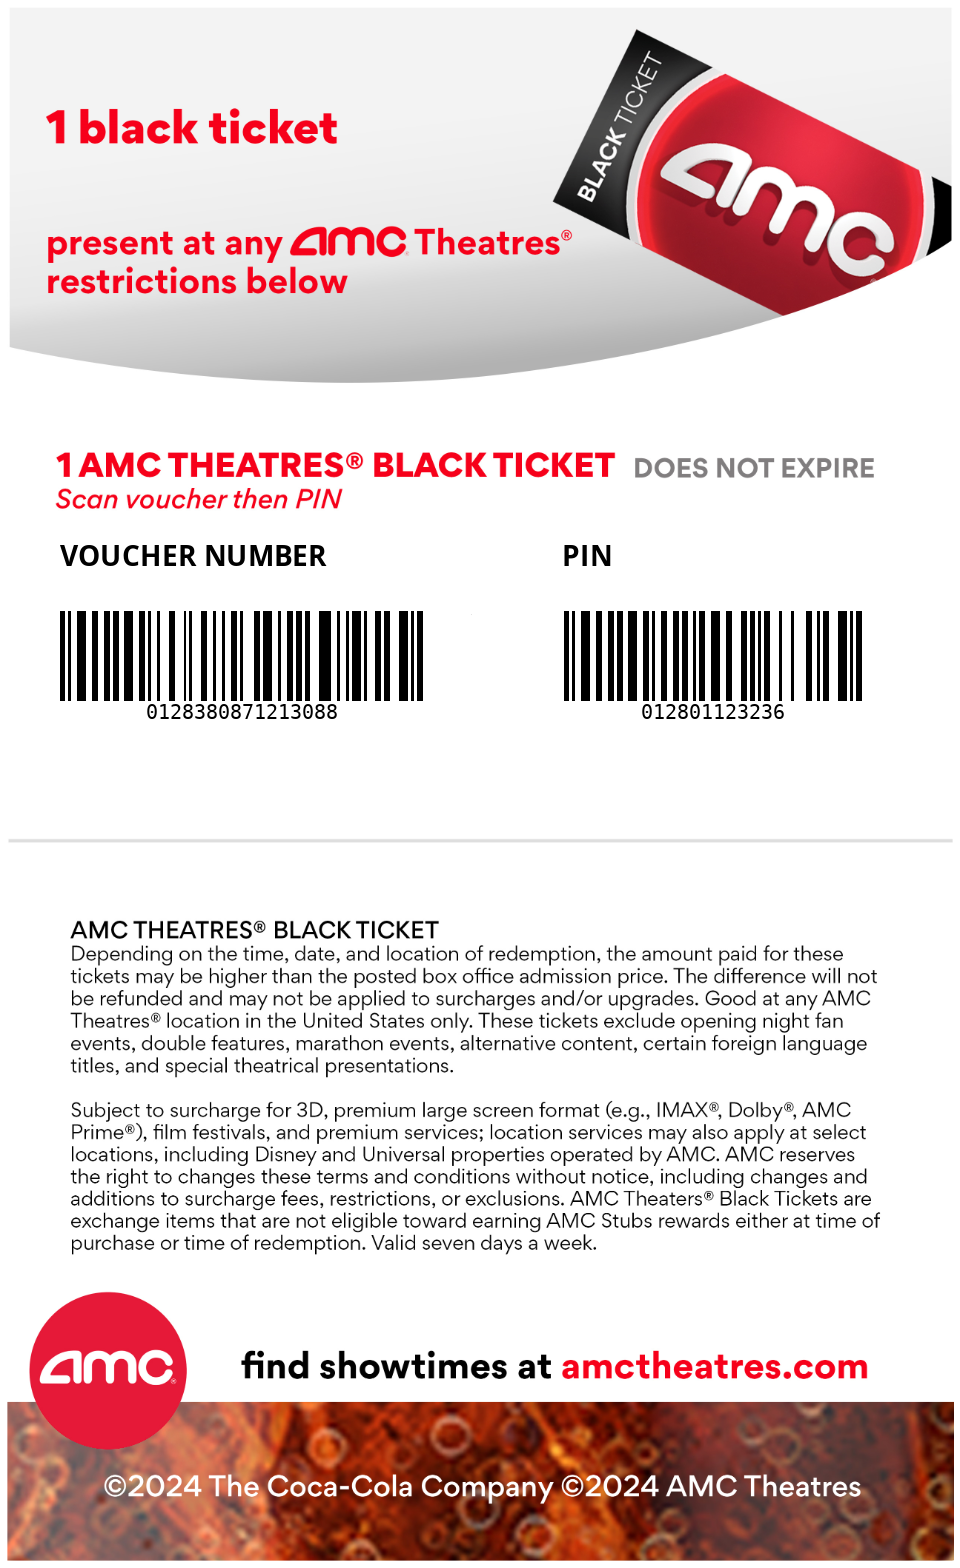 1 black ticket
BLACK TICKET
amc
present at any amc Theatres®
restrictions below
1 AMC THEATRES® BLACK TICKET DOES NOT EXPIRE
Scan voucher then PIN
VOUCHER NUMBER PIN
0128380871213088 012801123236
AMC THEATRES® BLACK TICKET
Depending on the time, date, and location of redemption, the amount paid for these
tickets may be higher than the posted box office admission price. The difference will not
be refunded and may not be applied to surcharges and/or upgrades. Good at any AMC
Theatres® location in the United States only. These tickets exclude opening night fan
events, double features, marathon events, alternative content, certain foreign language
titles, and special theatrical presentations.
Subject to surcharge for 3D, premium large screen format (e.g., IMAX®, Dolby®, AMC
Prime®), film festivals, and premium services; location services may also apply at select
locations, including Disney and Universal properties operated by AMC. AMC reserves
the right to changes these terms and conditions without notice, including changes and
additions to surcharge fees, restrictions, or exclusions. AMC Theaters® Black Tickets are
exchange items that are not eligible toward earning AMC Stubs rewards either at time of
purchase or time of redemption. Valid seven days a week.
amc®
find showtimes at amctheatres.com
©2024 The Coca-Cola Company ©2024 AMC Theatres